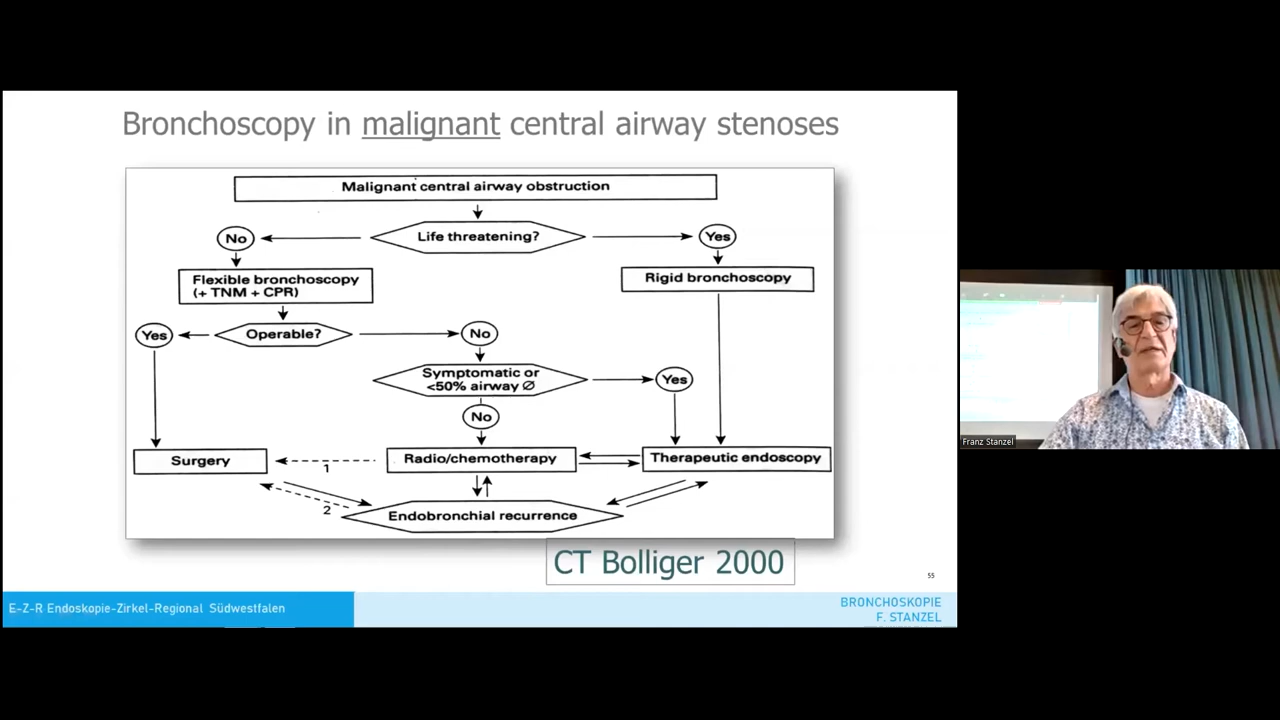 Bronchoscopy in malignant central airway stenoses
Malignant central airway obstruction
Life threatening?
No
Yes
Flexible bronchoscopy
(+ TNM + CPR)
Rigid bronchoscopy
Operable?
Yes
No
Symptomatic or
<50% airway ∅
Yes
No
Surgery
1
Radio/chemotherapy
Therapeutic endoscopy
2
Endobronchial recurrence
CT Bolliger 2000
55
E-Z-R Endoskopie-Zirkel-Regional Südwestfalen
BRONCHOSKOPIE
F. STANZEL
Franz Stanzel